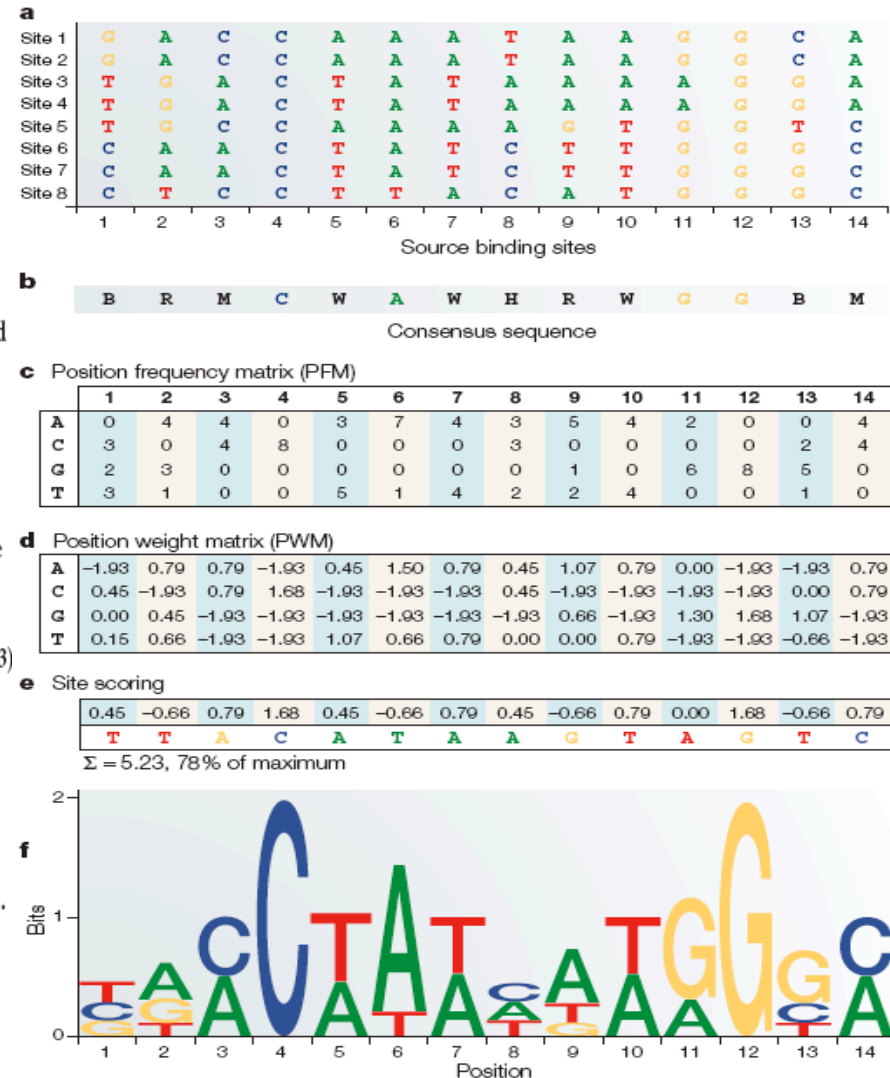 a
Site 1 G A C C A A A T A A G G C A
Site 2 G A C C A A A T A A G G C A
Site 3 T G A C T A T A A A A G G A
Site 4 T G A C T A T A A A A G G A
Site 5 T G C C A A A A G T G G T C
Site 6 C A A C T A T C T T G G G C
Site 7 C A A C T A T C T T G G G C
Site 8 C T C C T T A C A T G G G C
1 2 3 4 5 6 7 8 9 10 11 12 13 14
Source binding sites
b
B R M C W A W H R W G G B M
Consensus sequence
d
c Position frequency matrix (PFM)
1 2 3 4 5 6 7 8 9 10 11 12 13 14
A 0 4 4 0 3 7 4 3 5 4 2 0 0 4
C 3 0 4 8 0 0 0 3 0 0 0 0 2 4
G 2 3 0 0 0 0 0 0 1 0 6 8 5 0
T 3 1 0 0 5 1 4 2 2 4 0 0 1 0
e
d Position weight matrix (PWM)
A −1.93 0.79 0.79 −1.93 0.45 1.50 0.79 0.45 1.07 0.79 0.00 −1.93 −1.93 0.79
C 0.45 −1.93 0.79 1.68 −1.93 −1.93 −1.93 0.45 −1.93 −1.93 −1.93 −1.93 0.00 0.79
G 0.00 0.45 −1.93 −1.93 −1.93 −1.93 −1.93 −1.93 0.66 −1.93 1.30 1.68 1.07 −1.93
T 0.15 0.66 −1.93 −1.93 1.07 0.66 0.79 0.00 0.00 0.79 −1.93 −1.93 −0.66 −1.93
3)
e Site scoring
0.45 −0.66 0.79 1.68 0.45 −0.66 0.79 0.45 −0.66 0.79 0.00 1.68 −0.66 0.79
T T A C A T A A G T A G T C
Σ = 5.23, 78% of maximum
f
2
1
0
Bits
T A C C T A T C A T G G G C
C G A A T A A T A A C A
G T T G T
1 2 3 4 5 6 7 8 9 10 11 12 13 14
Position